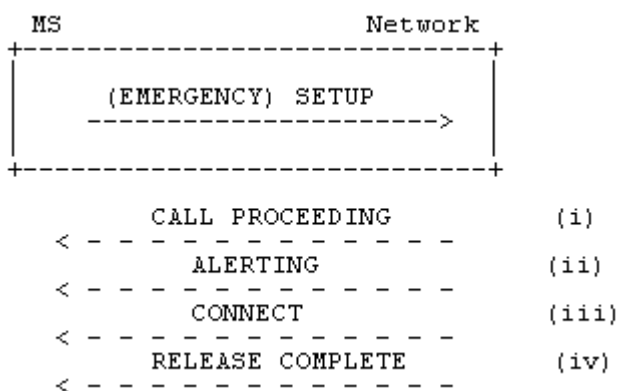 MS Network
(EMERGENCY) SETUP
CALL PROCEEDING (i)
ALERTING (ii)
CONNECT (iii)
RELEASE COMPLETE (iv)